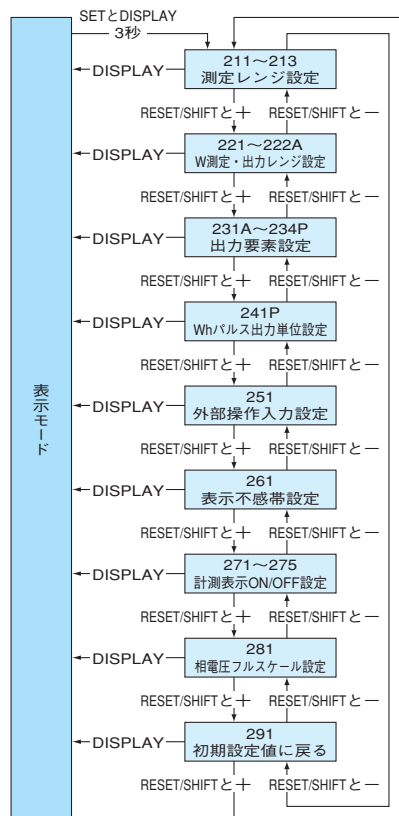 SETとDISPLAY
3秒
211〜213
測定レンジ設定
DISPLAY
RESET/SHIFTと＋ RESET/SHIFTとー
221〜222A
W測定・出力レンジ設定
DISPLAY
RESET/SHIFTと＋ RESET/SHIFTとー
231A〜234P
出力要素設定
DISPLAY
RESET/SHIFTと＋ RESET/SHIFTとー
241P
Whパルス出力単位設定
DISPLAY
RESET/SHIFTと＋ RESET/SHIFTとー
251
外部操作入力設定
DISPLAY
RESET/SHIFTと＋ RESET/SHIFTとー
表示モード
261
表示不感帯設定
DISPLAY
RESET/SHIFTと＋ RESET/SHIFTとー
271〜275
計測表示ON/OFF設定
DISPLAY
RESET/SHIFTと＋ RESET/SHIFTとー
281
相電圧フルスケール設定
DISPLAY
RESET/SHIFTと＋ RESET/SHIFTとー
291
初期設定値に戻る
DISPLAY
RESET/SHIFTと＋ RESET/SHIFTとー